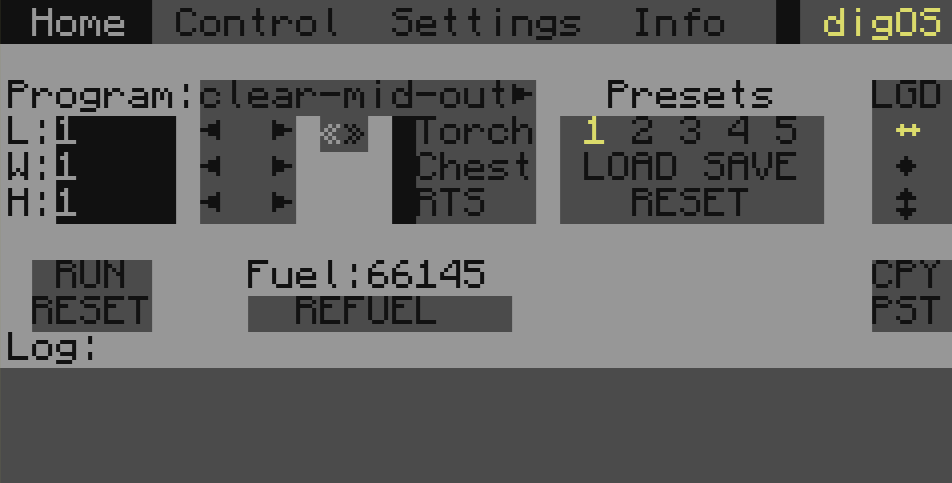 Home Control Settings Info digOS
Program: clear-mid-out► Presets LGD
L:1 ◄ ► «» Torch 1 2 3 4 5 ↔
W:1 ◄ ► Chest LOAD SAVE ♦
H:1 ◄ ► RTS RESET ↕
RUN Fuel:66145 CPY
RESET REFUEL PST
Log: